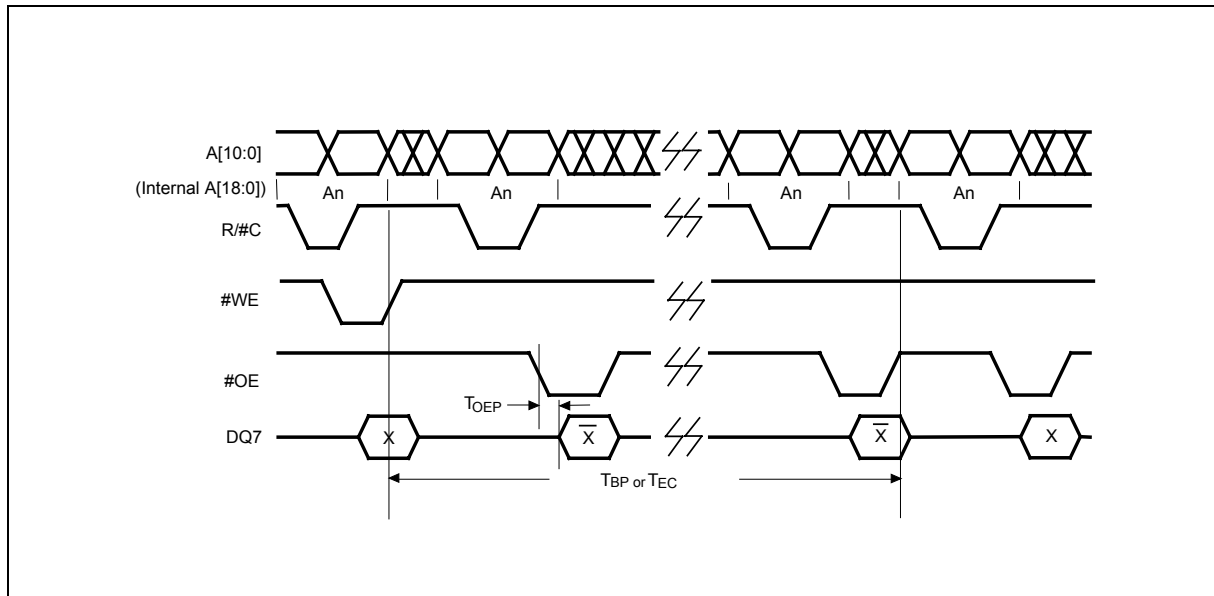 A[10:0]
(Internal A[18:0]) An An An An
R/#C
#WE
#OE
TOEP
DQ7 X X̅ X̅ X
TBP or TEC